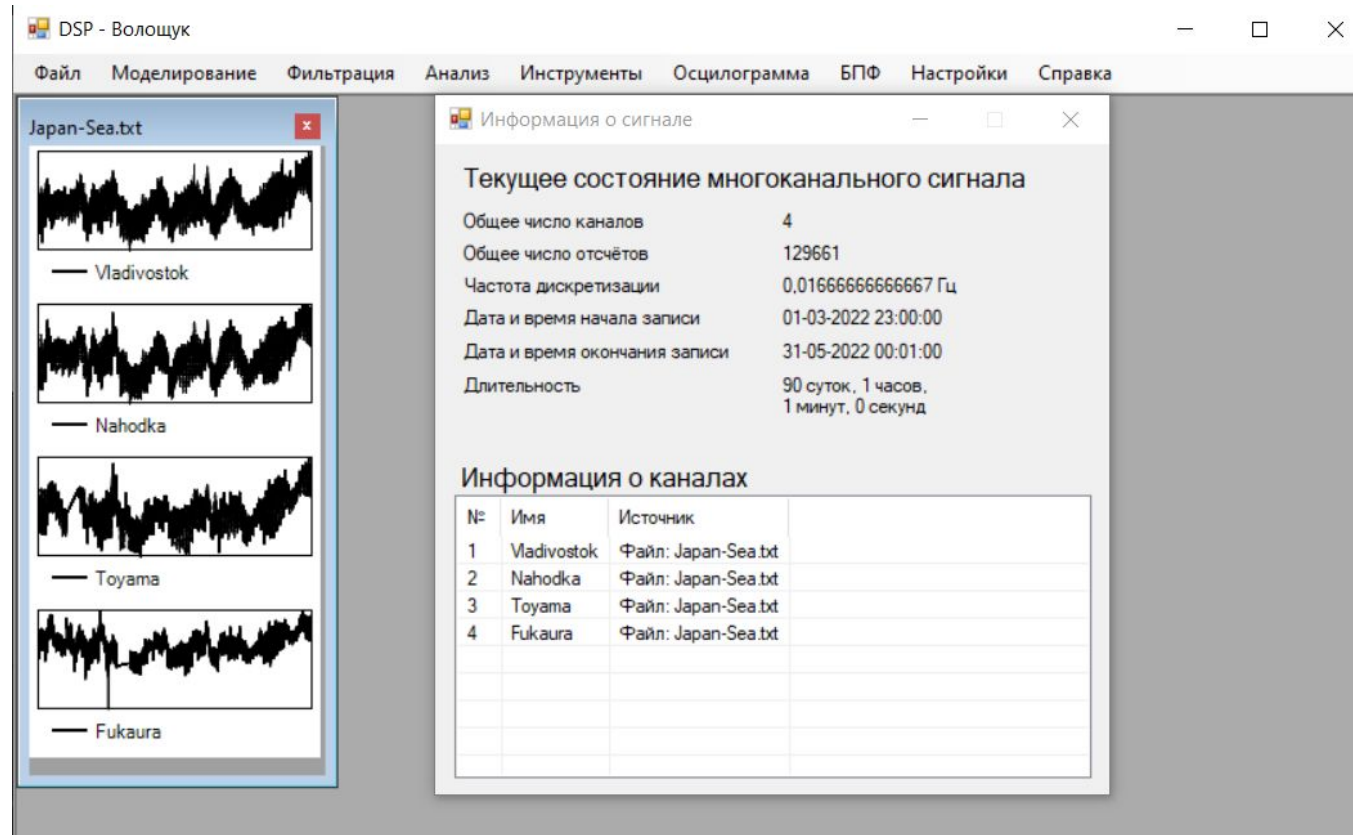 DSP - Волощук
Файл Моделирование Фильтрация Анализ Инструменты Осцилограмма БПФ Настройки Справка
Japan-Sea.txt
Vladivostok
Nahodka
Toyama
Fukaura
Информация о сигнале
Текущее состояние многоканального сигнала
Общее число каналов 4
Общее число отсчётов 129661
Частота дискретизации 0,01666666666667 Гц
Дата и время начала записи 01-03-2022 23:00:00
Дата и время окончания записи 31-05-2022 00:01:00
Длительность 90 суток, 1 часов,
1 минут, 0 секунд
Информация о каналах
№ Имя Источник
1 Vladivostok Файл: Japan-Sea.txt
2 Nahodka Файл: Japan-Sea.txt
3 Toyama Файл: Japan-Sea.txt
4 Fukaura Файл: Japan-Sea.txt